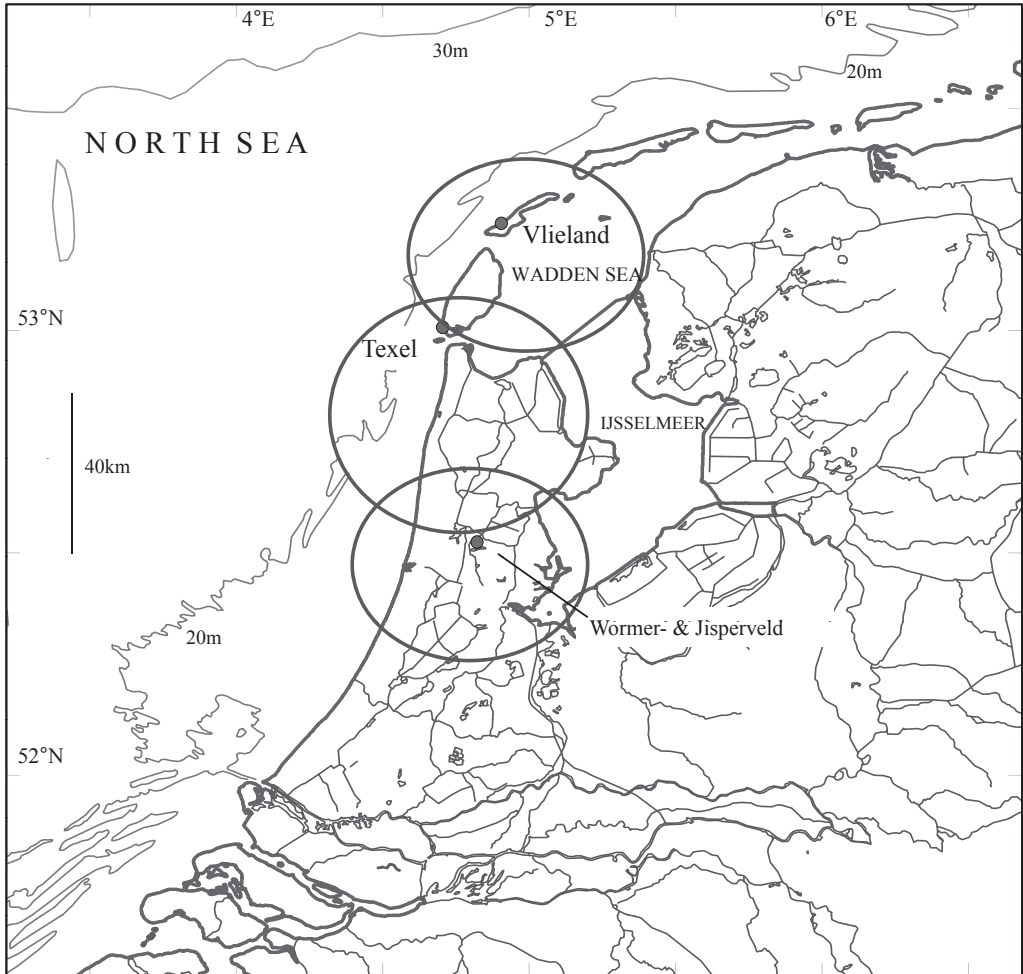 4°E
5°E
6°E
30m
20m
NORTH SEA
Vlieland
WADDEN SEA
53°N
Texel
IJSSELMEER
40km
20m
Wormer- & Jisperveld
52°N